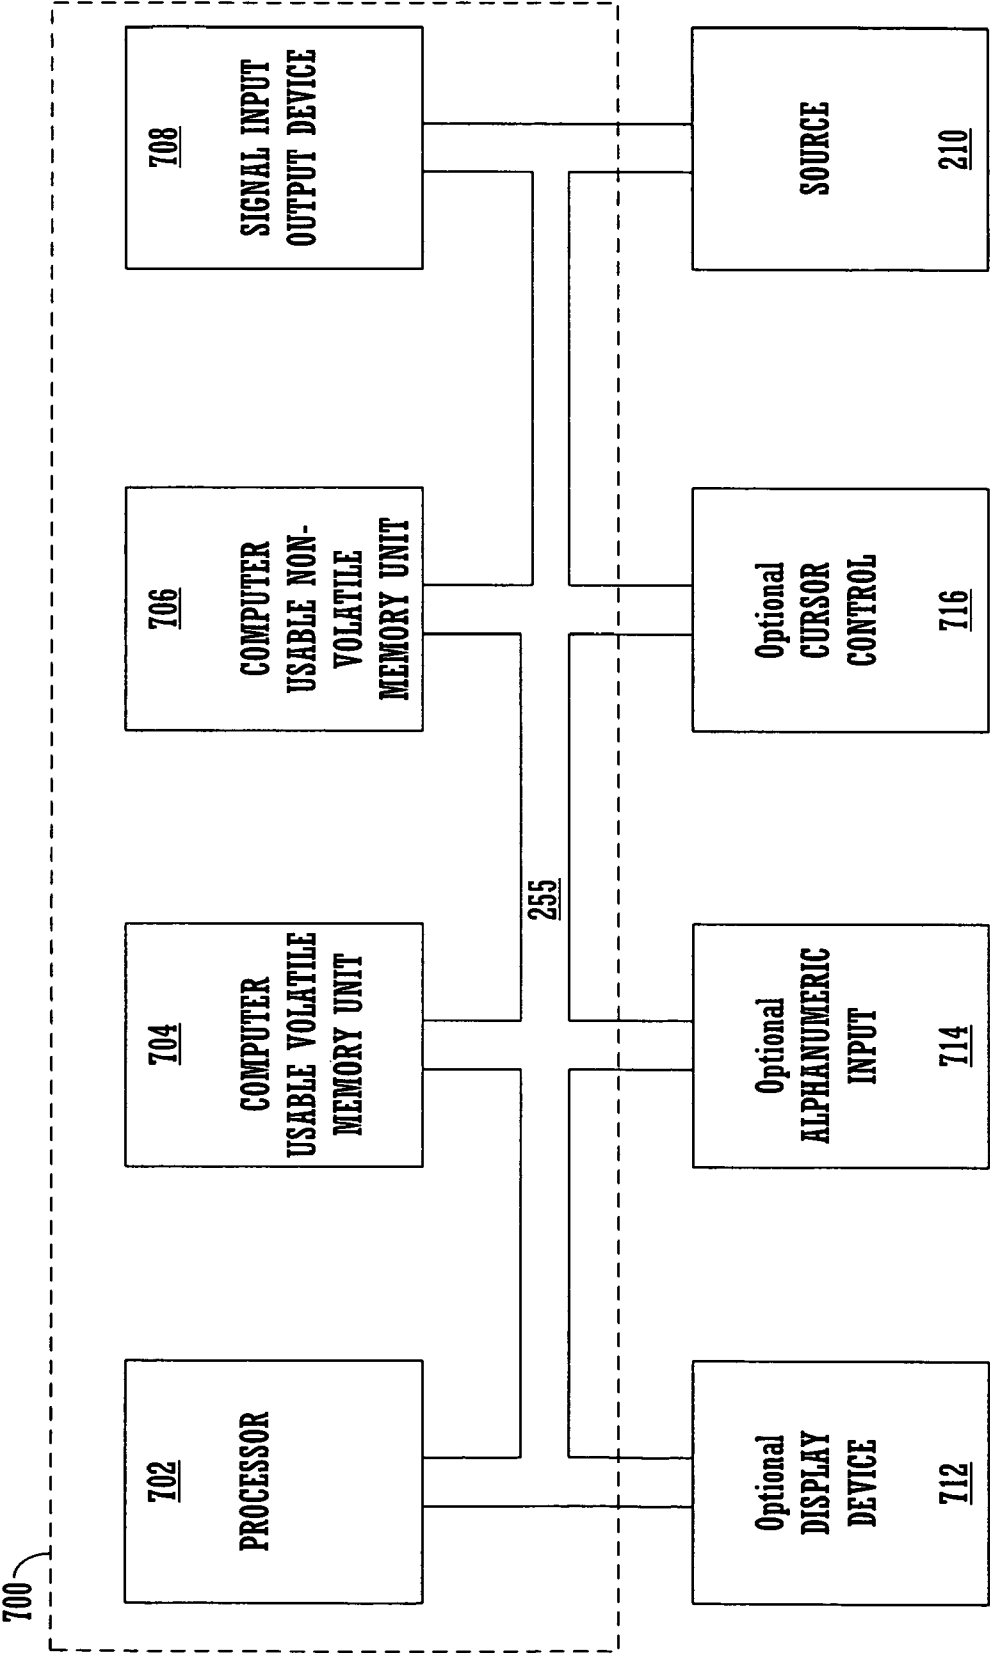 700
702
PROCESSOR
704
COMPUTER
USABLE VOLATILE
MEMORY UNIT
706
COMPUTER
USABLE NON-
VOLATILE
MEMORY UNIT
708
SIGNAL INPUT
OUTPUT DEVICE
255
Optional
DISPLAY
DEVICE
712
Optional
ALPHANUMERIC
INPUT
714
Optional
CURSOR
CONTROL
716
SOURCE
210